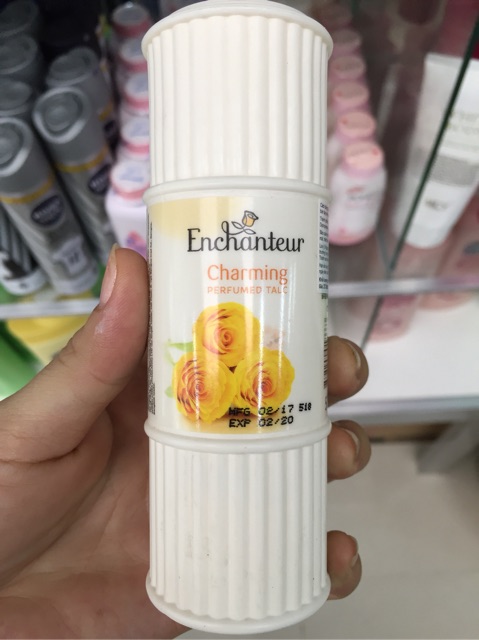 Enchanteur
Charming
PERFUMED TALC
MFG 02/17 518
EXP 02/20